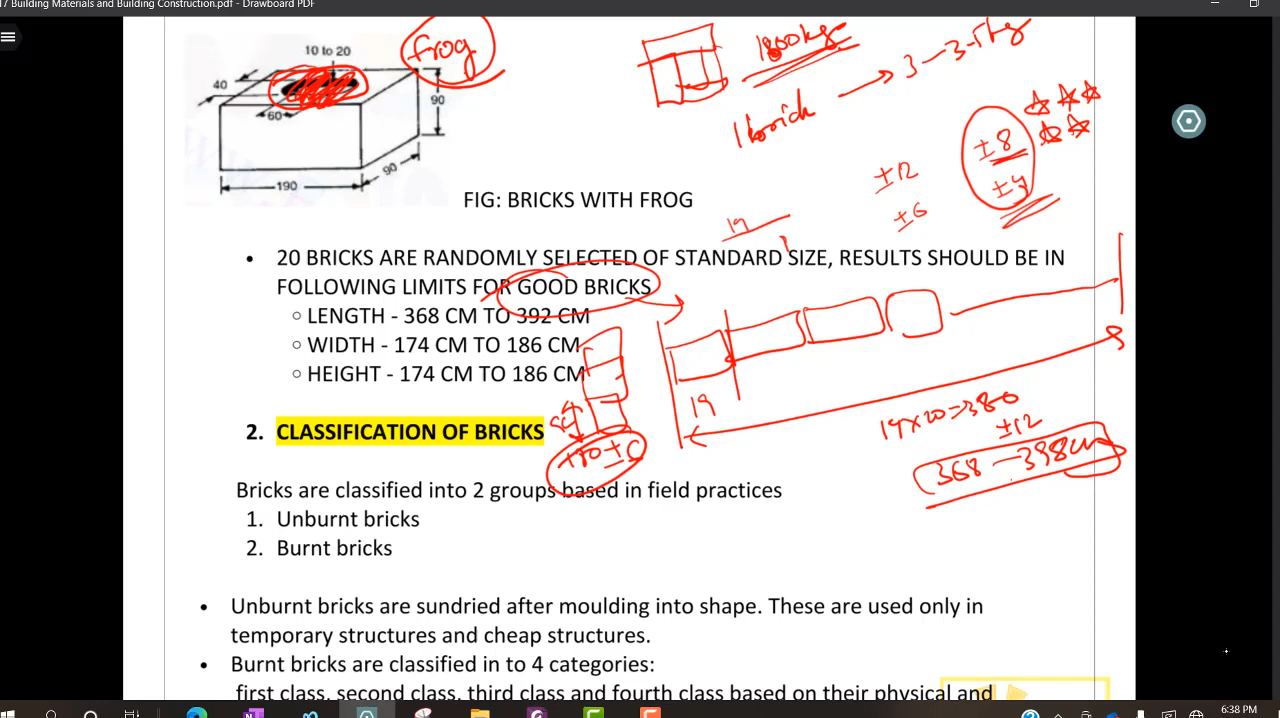 17 Building Materials and Building Construction.pdf - Drawboard PDF
10 to 20
frog
40
60
90
90
190
1800kg
1 brick → 3 - 3.5kg
±8
±4
±12
±6
FIG: BRICKS WITH FROG
19
• 20 BRICKS ARE RANDOMLY SELECTED OF STANDARD SIZE, RESULTS SHOULD BE IN
FOLLOWING LIMITS FOR GOOD BRICKS
○ LENGTH - 368 CM TO 392 CM
○ WIDTH - 174 CM TO 186 CM
○ HEIGHT - 174 CM TO 186 CM
19
19×20=380
±12
368 - 398cm
2. CLASSIFICATION OF BRICKS
Bricks are classified into 2 groups based in field practices
1. Unburnt bricks
2. Burnt bricks
• Unburnt bricks are sundried after moulding into shape. These are used only in
temporary structures and cheap structures.
• Burnt bricks are classified in to 4 categories:
first class, second class, third class and fourth class based on their physical and
6:38 PM